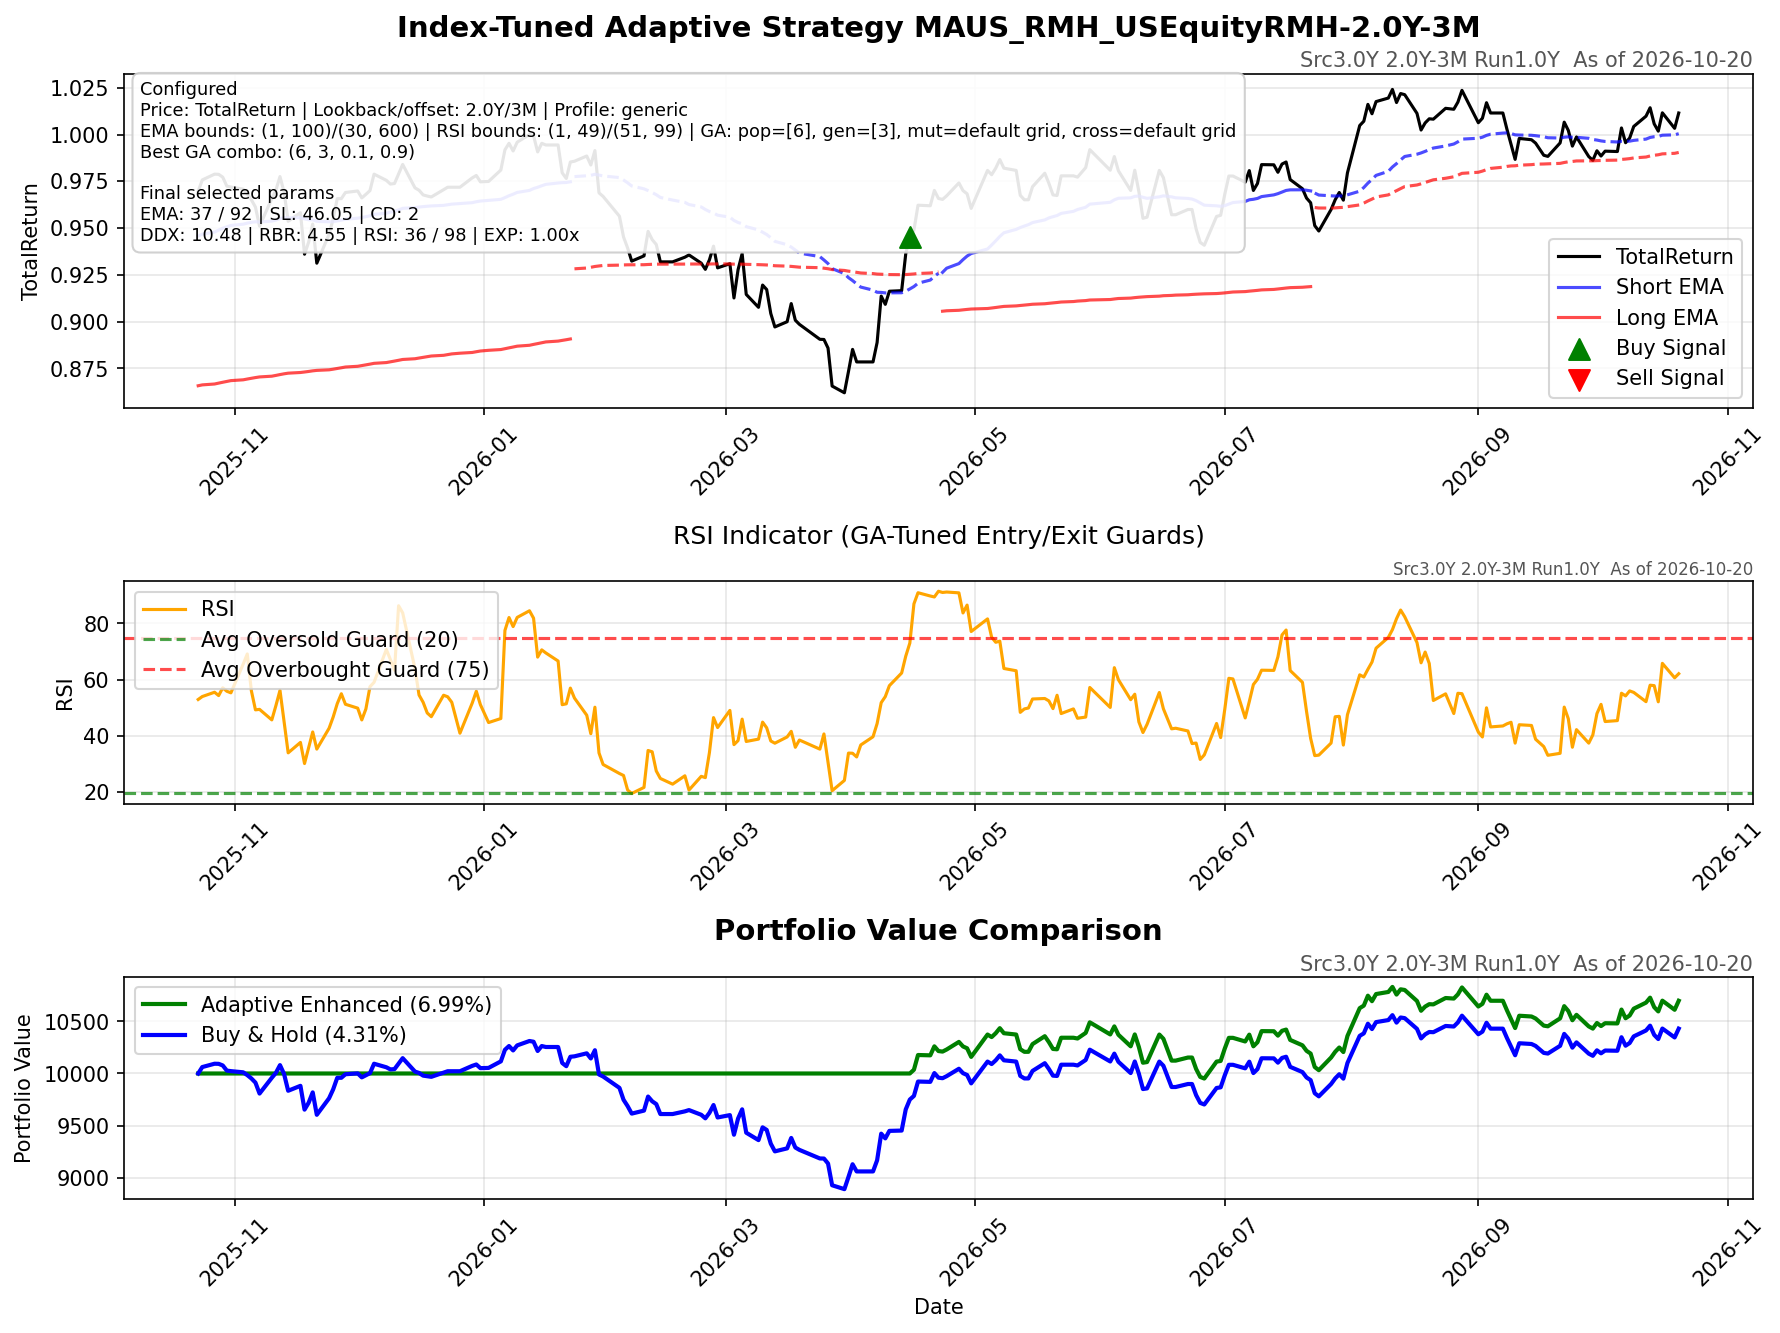 Index-Tuned Adaptive Strategy MAUS_RMH_USEquityRMH-2.0Y-3M
Src3.0Y 2.0Y-3M Run1.0Y  As of 2026-10-20
Configured
Price: TotalReturn | Lookback/offset: 2.0Y/3M | Profile: generic
EMA bounds: (1, 100)/(30, 600) | RSI bounds: (1, 49)/(51, 99) | GA: pop=[6], gen=[3], mut=default grid, cross=default grid
Best GA combo: (6, 3, 0.1, 0.9)
Final selected params
EMA: 37 / 92 | SL: 46.05 | CD: 2
DDX: 10.48 | RBR: 4.55 | RSI: 36 / 98 | EXP: 1.00x
TotalReturn
1.025
1.000
0.975
0.950
0.925
0.900
0.875
TotalReturn
Short EMA
Long EMA
Buy Signal
Sell Signal
2025-11
2026-01
2026-03
2026-05
2026-07
2026-09
2026-11
RSI Indicator (GA-Tuned Entry/Exit Guards)
Src3.0Y 2.0Y-3M Run1.0Y  As of 2026-10-20
RSI
80
60
40
20
RSI
Avg Oversold Guard (20)
Avg Overbought Guard (75)
2025-11
2026-01
2026-03
2026-05
2026-07
2026-09
2026-11
Portfolio Value Comparison
Src3.0Y 2.0Y-3M Run1.0Y  As of 2026-10-20
Portfolio Value
10500
10000
9500
9000
Adaptive Enhanced (6.99%)
Buy & Hold (4.31%)
2025-11
2026-01
2026-03
2026-05
2026-07
2026-09
2026-11
Date